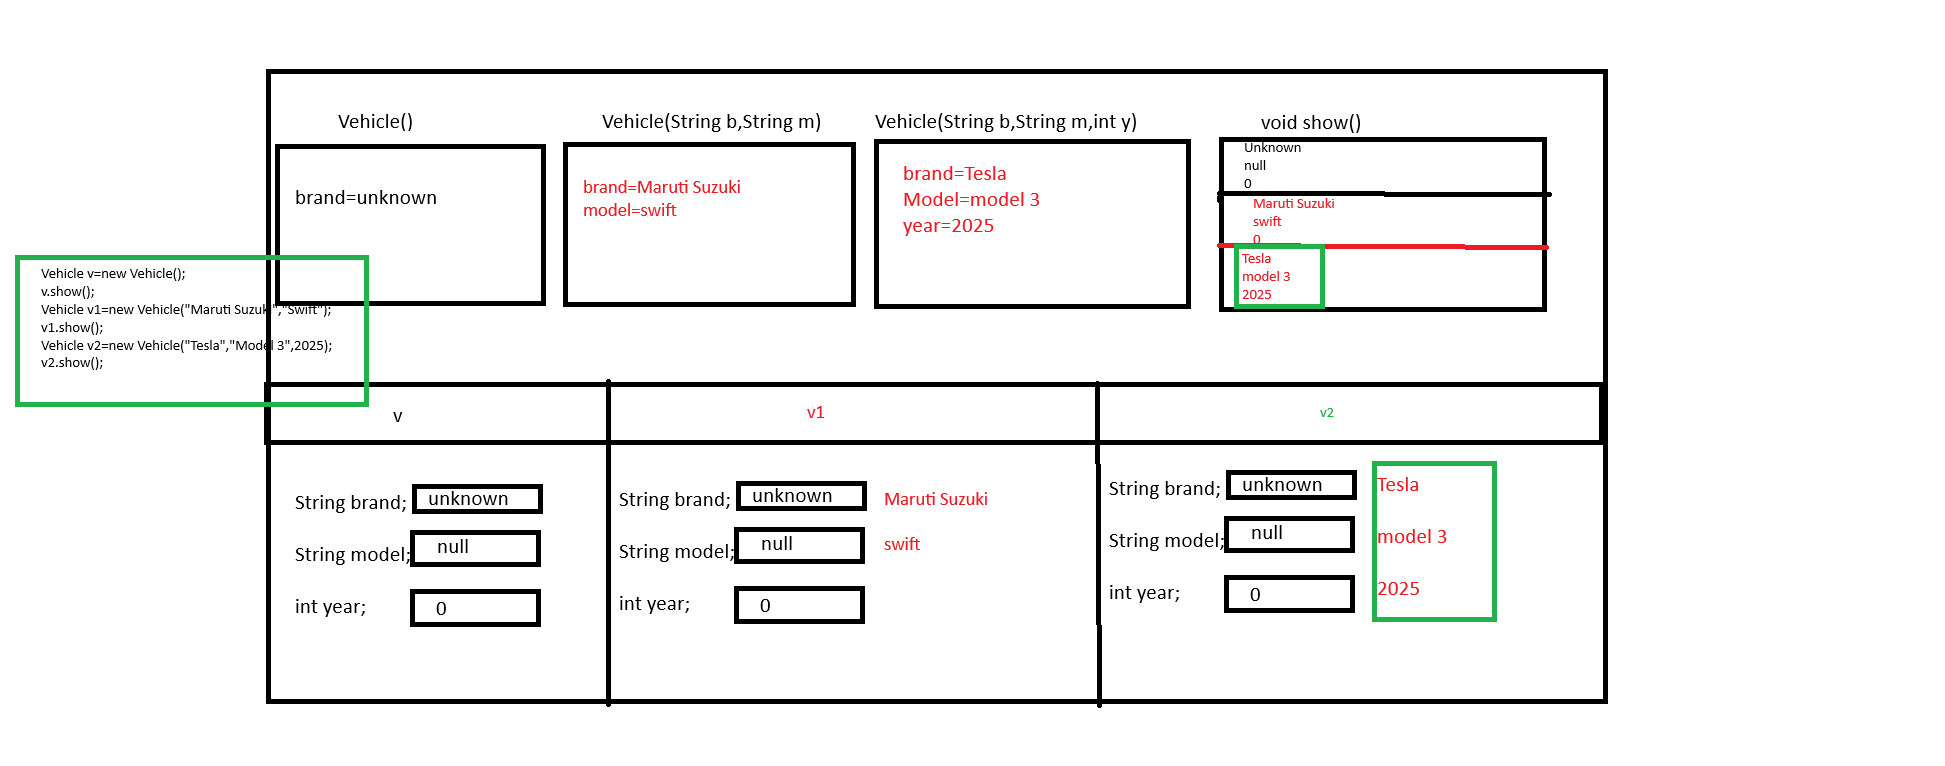 Vehicle()
brand=unknown
Vehicle(String b,String m)
brand=Maruti Suzuki
model=swift
Vehicle(String b,String m,int y)
brand=Tesla
Model=model 3
year=2025
void show()
Unknown
null
0
Maruti Suzuki
swift
0
Tesla
model 3
2025
Vehicle v=new Vehicle();
v.show();
Vehicle v1=new Vehicle("Maruti Suzuki","Swift");
v1.show();
Vehicle v2=new Vehicle("Tesla","Model 3",2025);
v2.show();
v
String brand; unknown
String model; null
int year; 0
v1
String brand; unknown Maruti Suzuki
String model; null swift
int year; 0
v2
String brand; unknown Tesla
String model; null model 3
int year; 0 2025